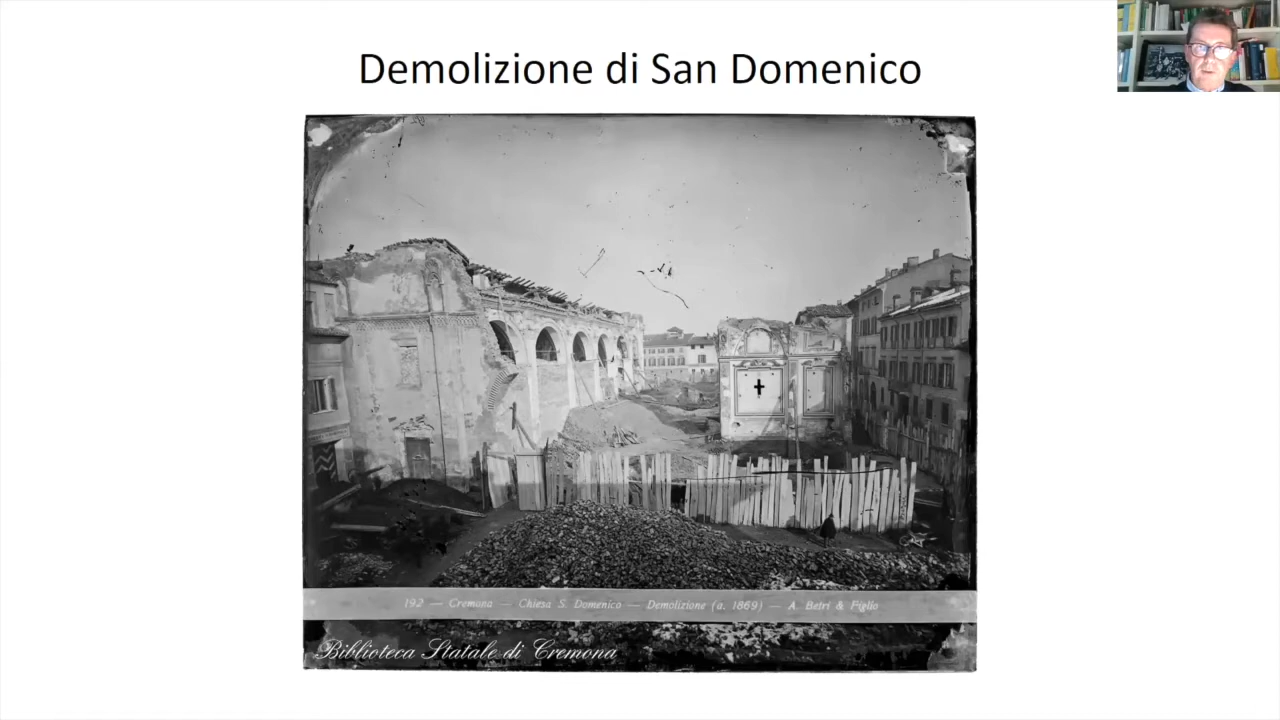 Demolizione di San Domenico
192 — Cremona — Chiesa S. Domenico — Demolizione (a. 1869) — A. Betri & Figlio
Biblioteca Statale di Cremona